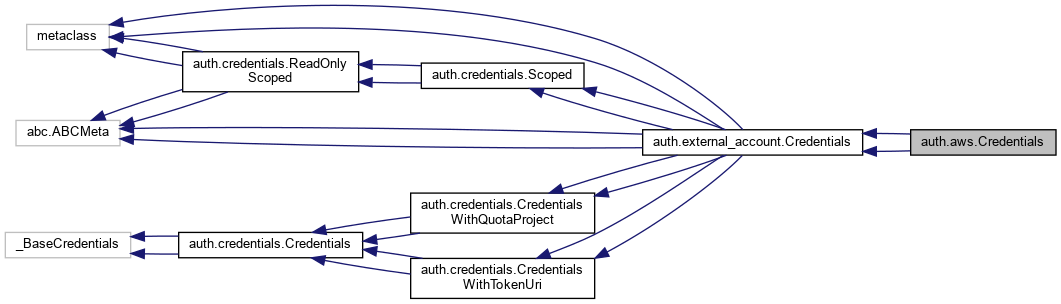 metaclass
auth.credentials.ReadOnly
Scoped
auth.credentials.Scoped
abc.ABCMeta
auth.external_account.Credentials
auth.aws.Credentials
auth.credentials.Credentials
WithQuotaProject
_BaseCredentials
auth.credentials.Credentials
auth.credentials.Credentials
WithTokenUri